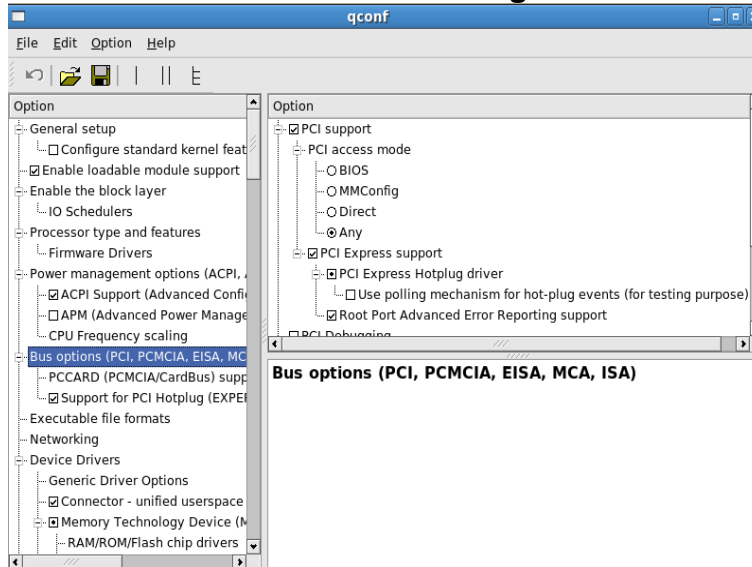 qconf
File Edit Option Help
Option
General setup
Configure standard kernel feat
Enable loadable module support
Enable the block layer
IO Schedulers
Processor type and features
Firmware Drivers
Power management options (ACPI,
ACPI Support (Advanced Confi
APM (Advanced Power Manage
CPU Frequency scaling
Bus options (PCI, PCMCIA, EISA, MC
PCCARD (PCMCIA/CardBus) supp
Support for PCI Hotplug (EXPE
Executable file formats
Networking
Device Drivers
Generic Driver Options
Connector - unified userspace
Memory Technology Device (M
RAM/ROM/Flash chip drivers
Option
PCI support
PCI access mode
BIOS
MMConfig
Direct
Any
PCI Express support
PCI Express Hotplug driver
Use polling mechanism for hot-plug events (for testing purpose)
Root Port Advanced Error Reporting support
PCI Debugging
Bus options (PCI, PCMCIA, EISA, MCA, ISA)